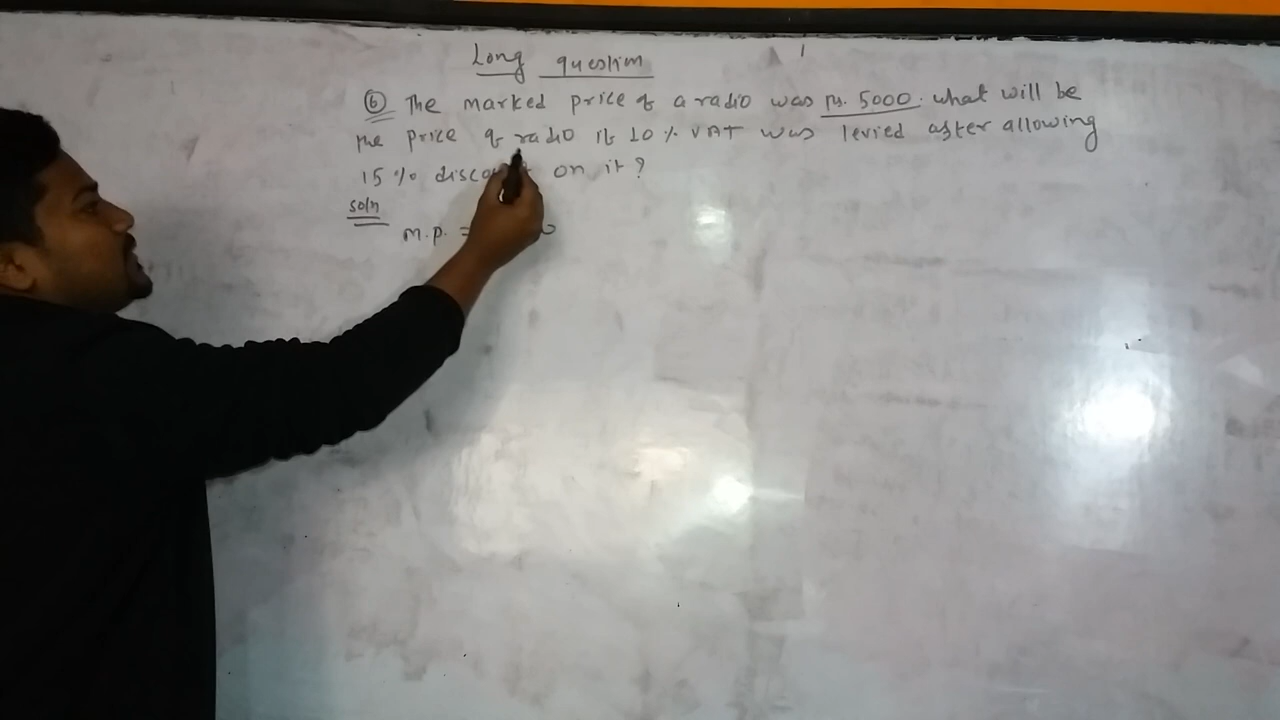 Long question
⑥ The marked price of a radio was Rs. 5000. what will be
the price of radio if 10% VAT was levied after allowing
15% discount on it?
soln
m.p. =